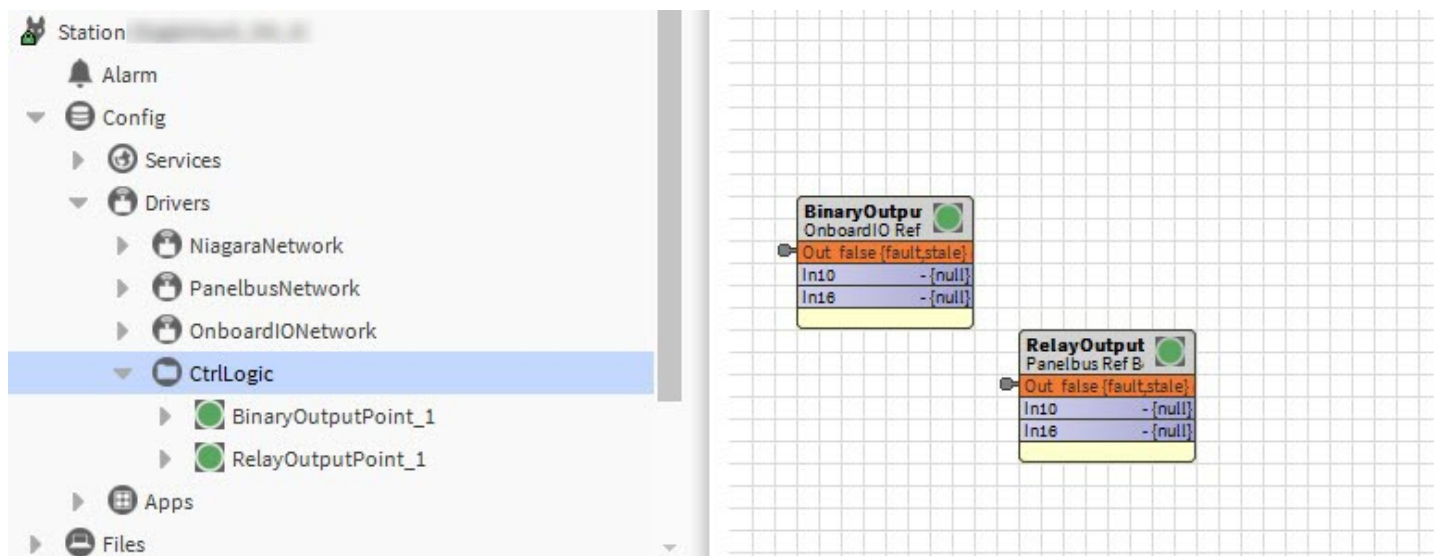 Station
Alarm
Config
Services
Drivers
NiagaraNetwork
PanelbusNetwork
OnboardIONetwork
CtrlLogic
BinaryOutputPoint_1
RelayOutputPoint_1
Apps
Files
BinaryOutpu
OnboardIO Ref
Out false {fault,stale}
In10 - {null}
In16 - {null}
RelayOutput
Panelbus Ref B
Out false {fault,stale}
In10 - {null}
In16 - {null}